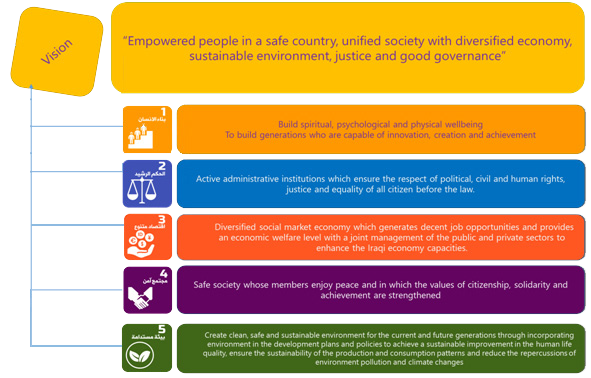 Vision
“Empowered people in a safe country, unified society with diversified economy,
sustainable environment, justice and good governance”
1
بناء الانسان
Build spiritual, psychological and physical wellbeing
To build generations who are capable of innovation, creation and achievement
2
الحكم الرشيد
Active administrative institutions which ensure the respect of political, civil and human rights,
justice and equality of all citizen before the law.
3
اقتصاد متنوع
Diversified social market economy which generates decent job opportunities and provides
an economic welfare level with a joint management of the public and private sectors to
enhance the Iraqi economy capacities.
4
مجتمع آمن
Safe society whose members enjoy peace and in which the values of citizenship, solidarity and
achievement are strengthened
5
بيئة مستدامة
Create clean, safe and sustainable environment for the current and future generations through incorporating
environment in the development plans and policies to achieve a sustainable improvement in the human life
quality, ensure the sustainability of the production and consumption patterns and reduce the repercussions of
environment pollution and climate changes